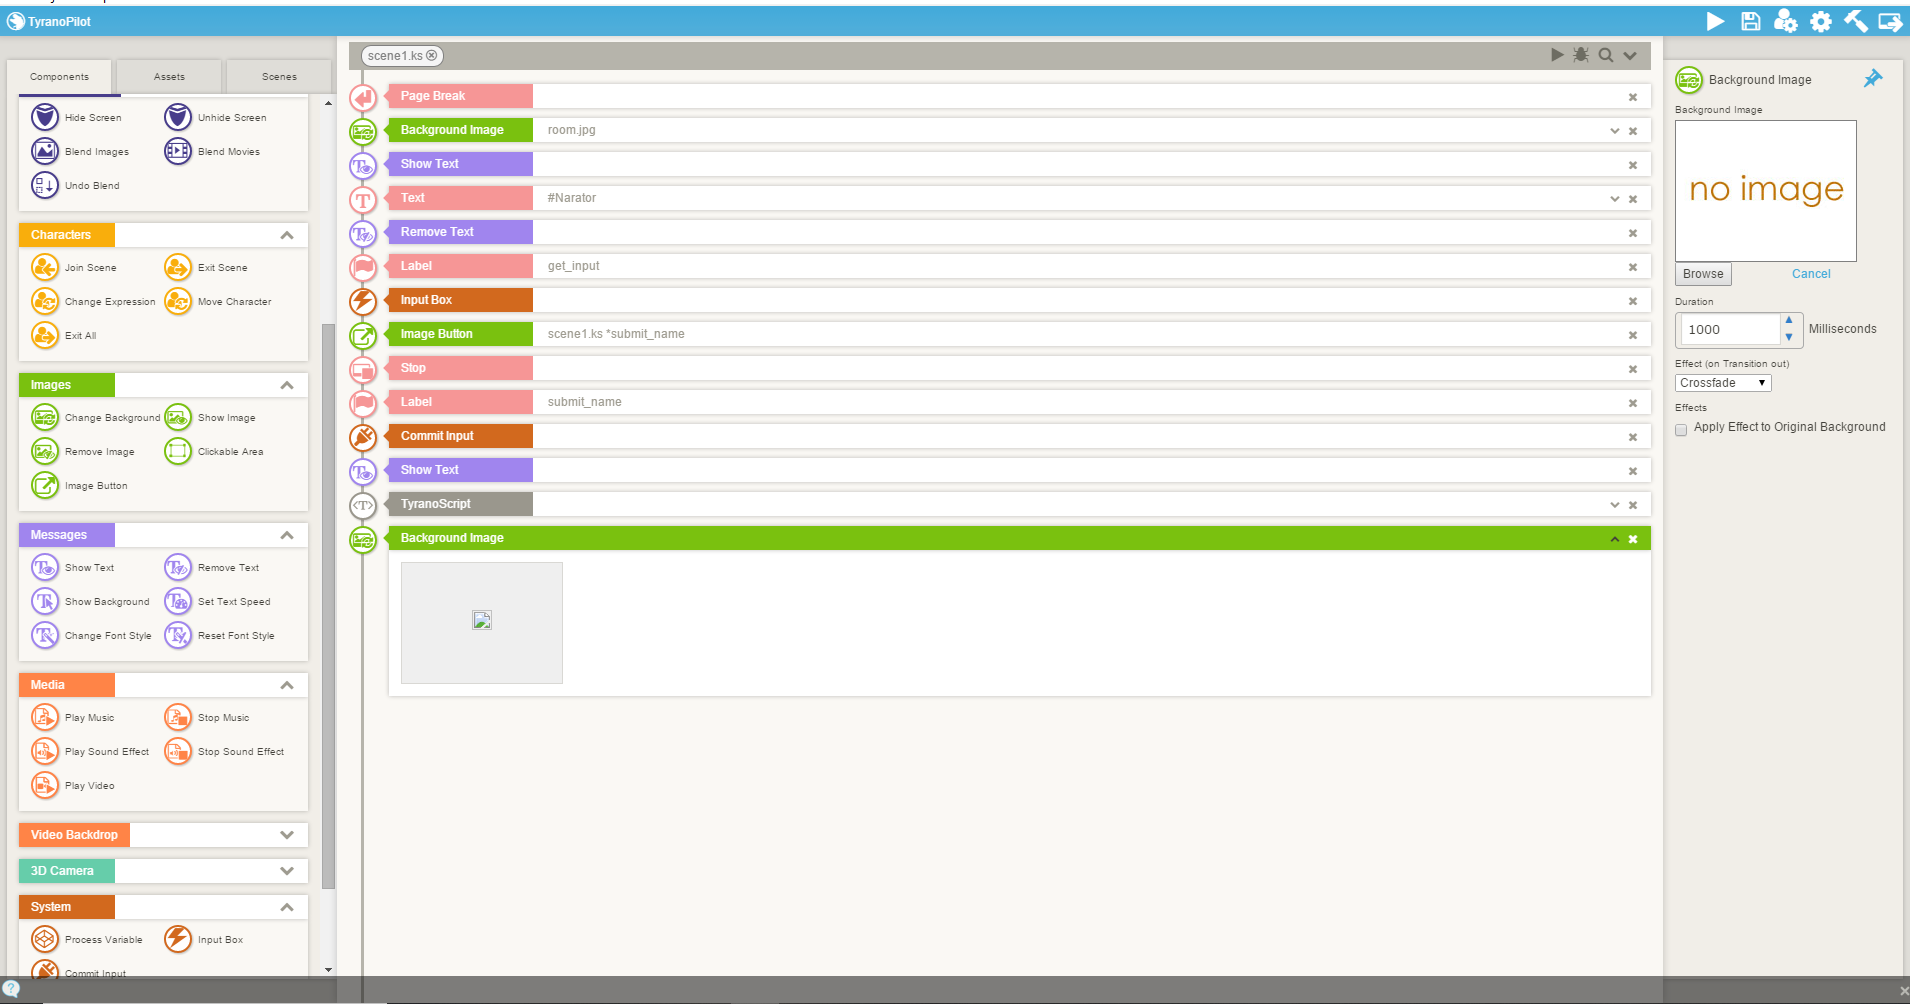 TyranoPilot
Components
Assets
Scenes
Hide Screen
Unhide Screen
Blend Images
Blend Movies
Undo Blend
Characters
Join Scene
Exit Scene
Change Expression
Move Character
Exit All
Images
Change Background
Show Image
Remove Image
Clickable Area
Image Button
Messages
Show Text
Remove Text
Show Background
Set Text Speed
Change Font Style
Reset Font Style
Media
Play Music
Stop Music
Play Sound Effect
Stop Sound Effect
Play Video
Video Backdrop
3D Camera
System
Process Variable
Input Box
Commit Input
scene1.ks
Page Break
Background Image room.jpg
Show Text
Text #Narator
Remove Text
Label get_input
Input Box
Image Button scene1.ks *submit_name
Stop
Label submit_name
Commit Input
Show Text
TyranoScript
Background Image
Background Image
Background Image
no image
Browse
Cancel
Duration
1000 Milliseconds
Effect (on Transition out)
Crossfade
Effects
Apply Effect to Original Background